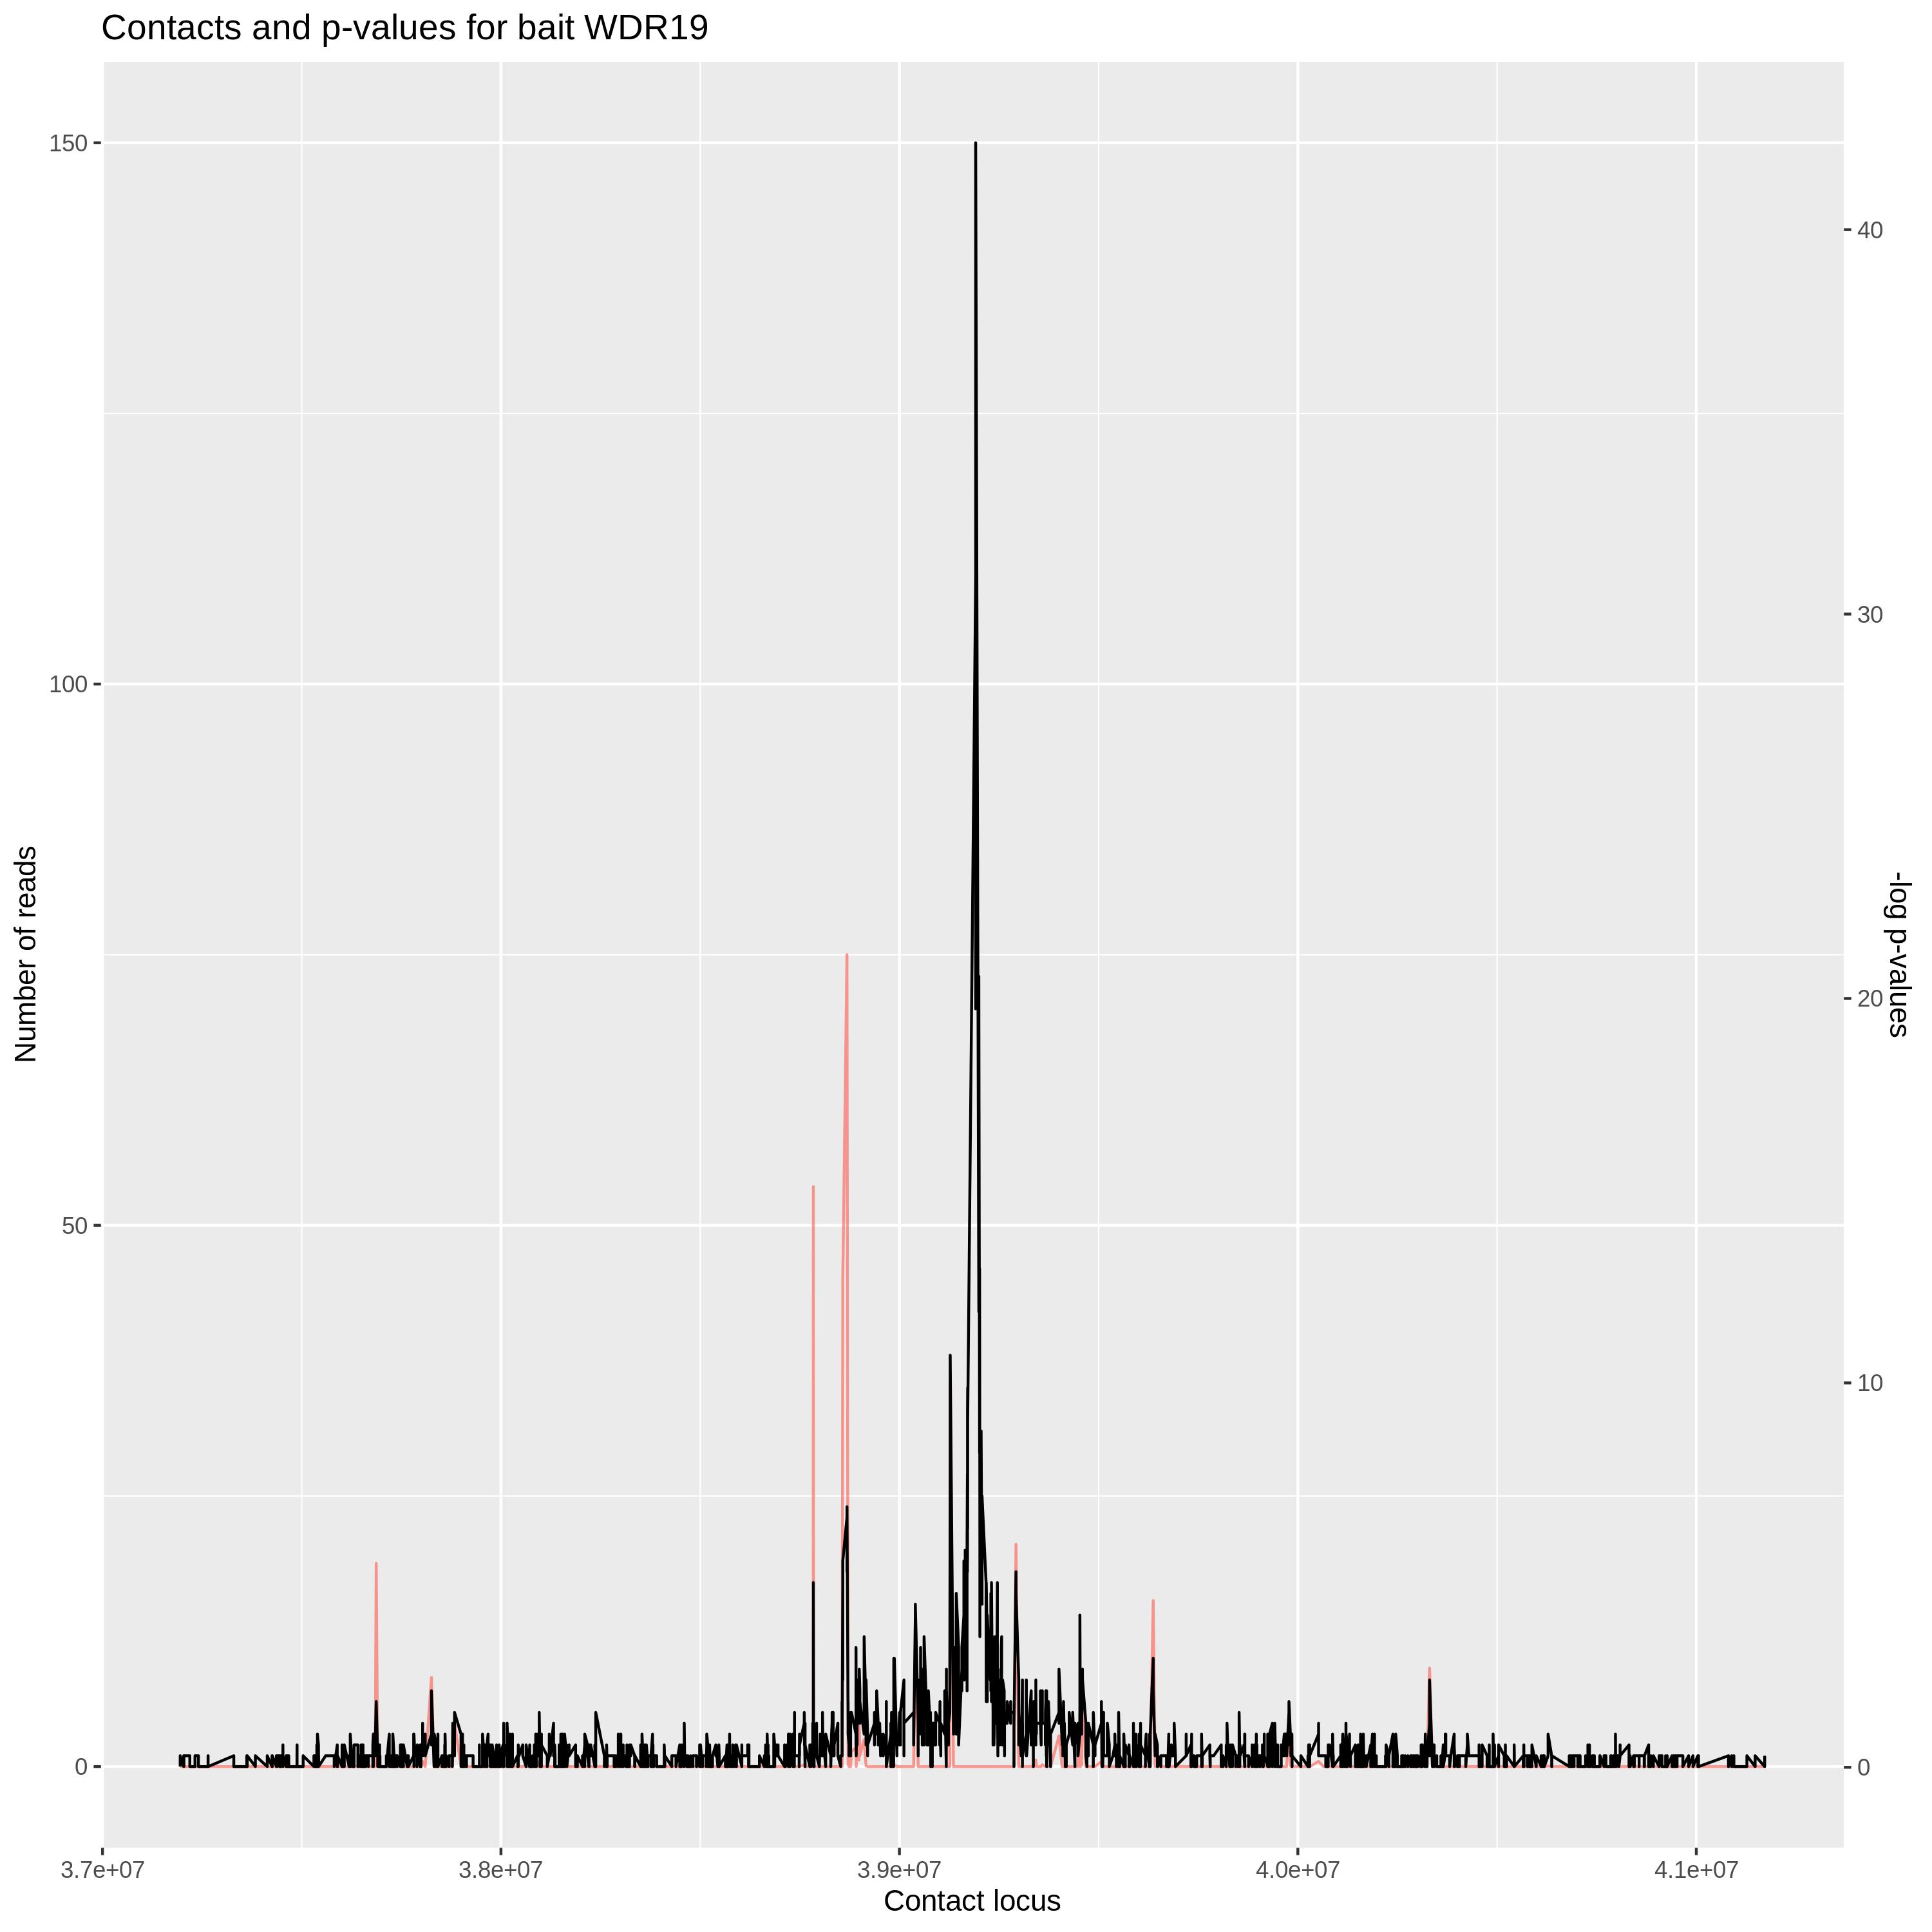 Contacts and p-values for bait WDR19
150
100
50
0
Number of reads
40
30
20
10
0
-log p-values
3.7e+07
3.8e+07
3.9e+07
4.0e+07
4.1e+07
Contact locus